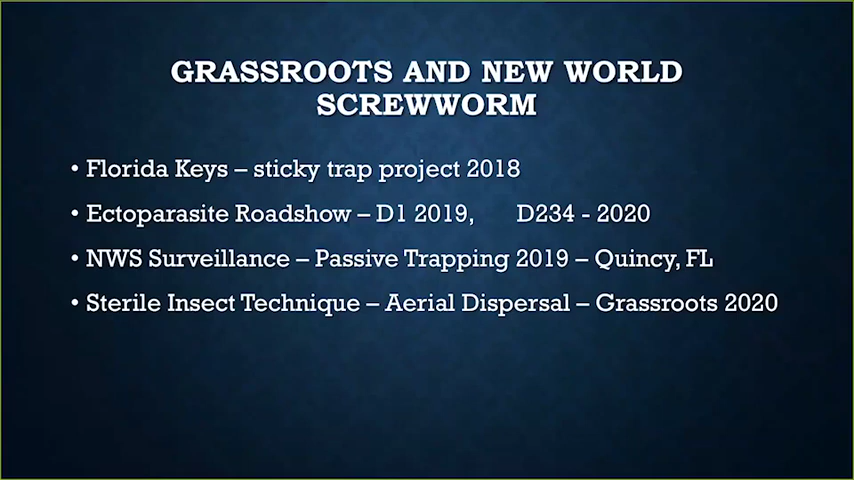 GRASSROOTS AND NEW WORLD
SCREWWORM
• Florida Keys – sticky trap project 2018
• Ectoparasite Roadshow – D1 2019, D234 - 2020
• NWS Surveillance – Passive Trapping 2019 – Quincy, FL
• Sterile Insect Technique – Aerial Dispersal – Grassroots 2020